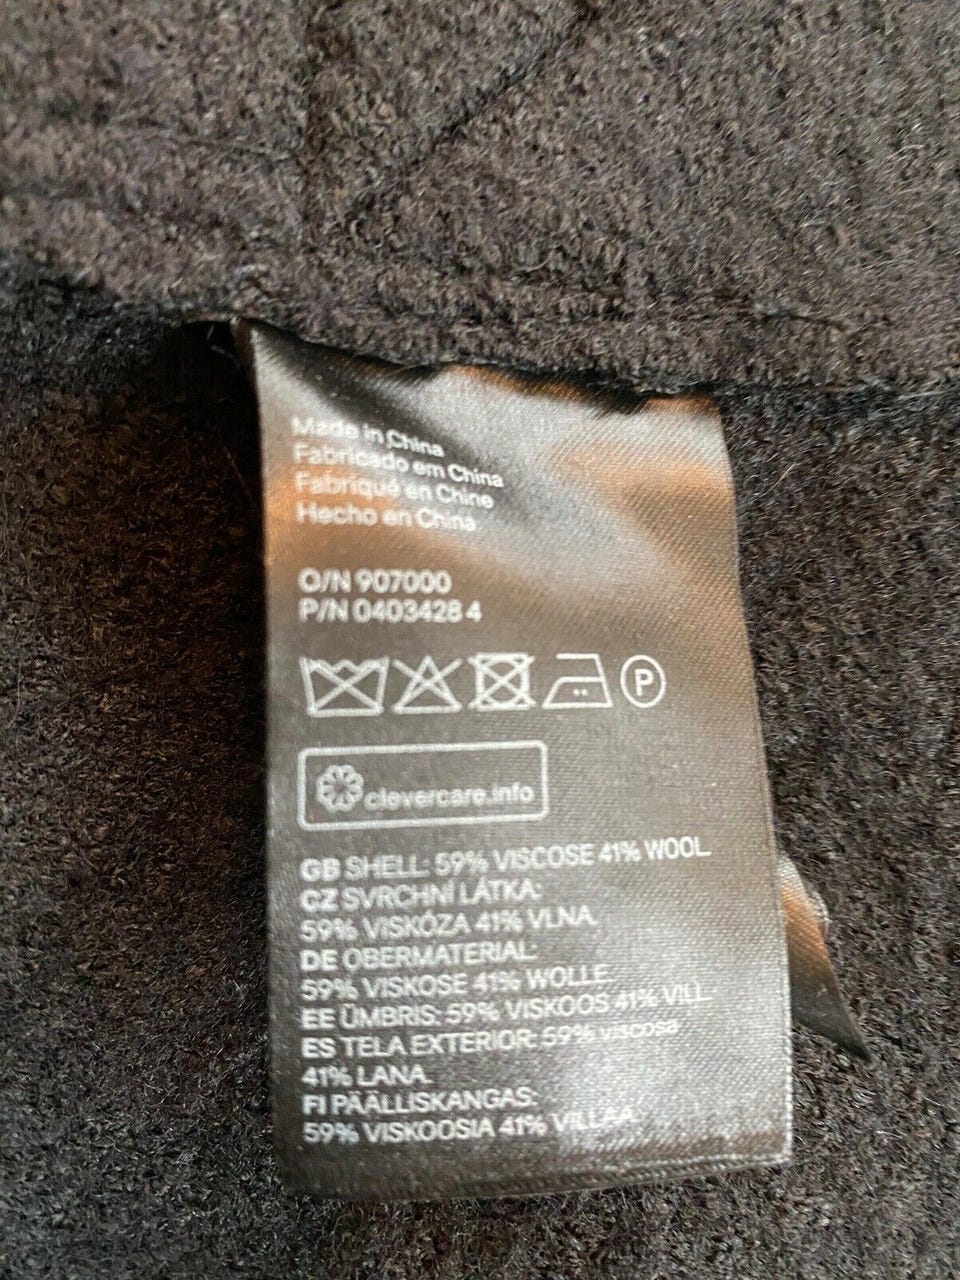 Made in China
Fabricado em China
Fabriqué en Chine
Hecho en China
O/N 907000
P/N 0403428 4
P
clevercare.info
GB SHELL: 59% VISCOSE 41% WOOL.
CZ SVRCHNÍ LÁTKA:
59% VISKÓZA 41% VLNA.
DE OBERMATERIAL:
59% VISKOSE 41% WOLLE.
EE ÜMBRIS: 59% VISKOOS 41% VILL.
ES TELA EXTERIOR: 59% viscosa
41% LANA.
FI PÄÄLLISKANGAS:
59% VISKOOSIA 41% VILLAA.